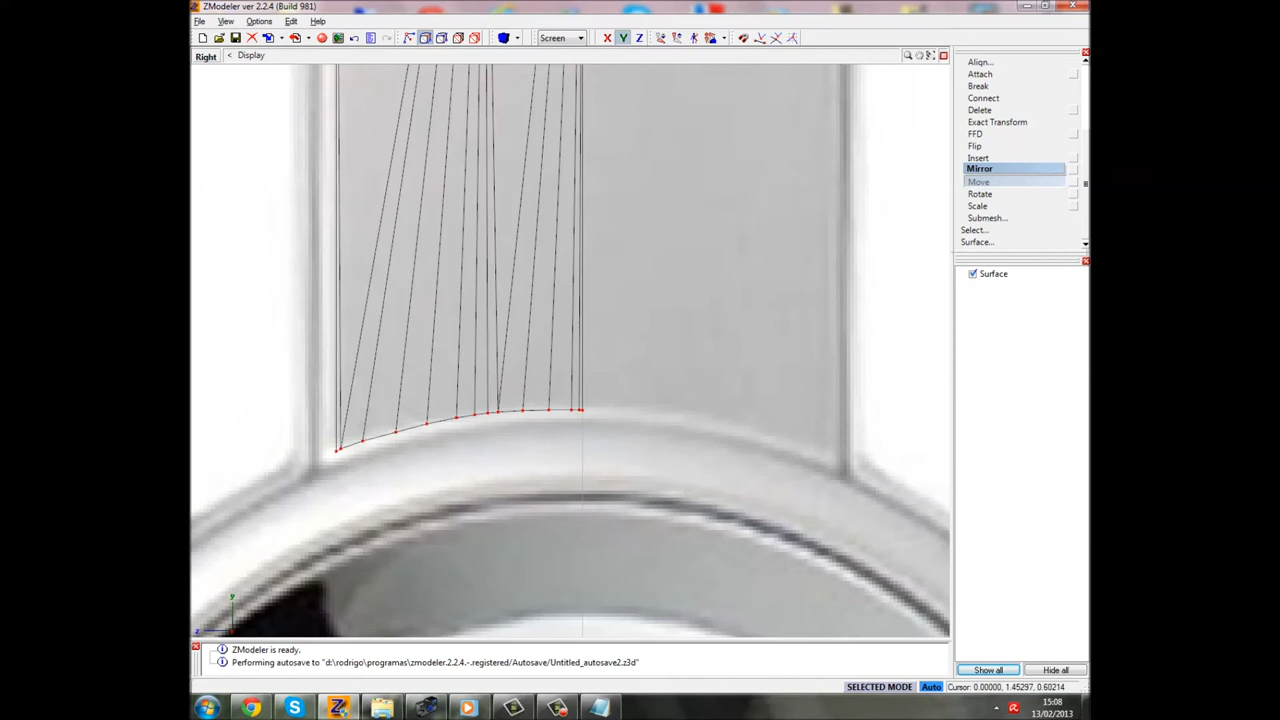 ZModeler ver 2.2.4 (Build 981)
File View Options Edit Help
Screen X Y Z
Right < Display
Align...
Attach
Break
Connect
Delete
Exact Transform
FFD
Flip
Insert
Mirror
Move
Rotate
Scale
Submesh...
Select...
Surface...
Surface
y
z
ZModeler is ready.
Performing autosave to "d:\rodrigo\programas\zmodeler.2.2.4.-.registered/Autosave/Untitled_autosave2.z3d"
Show all Hide all
SELECTED MODE Auto Cursor: 0.00000, 1.45297, 0.60214
15:08
13/02/2013